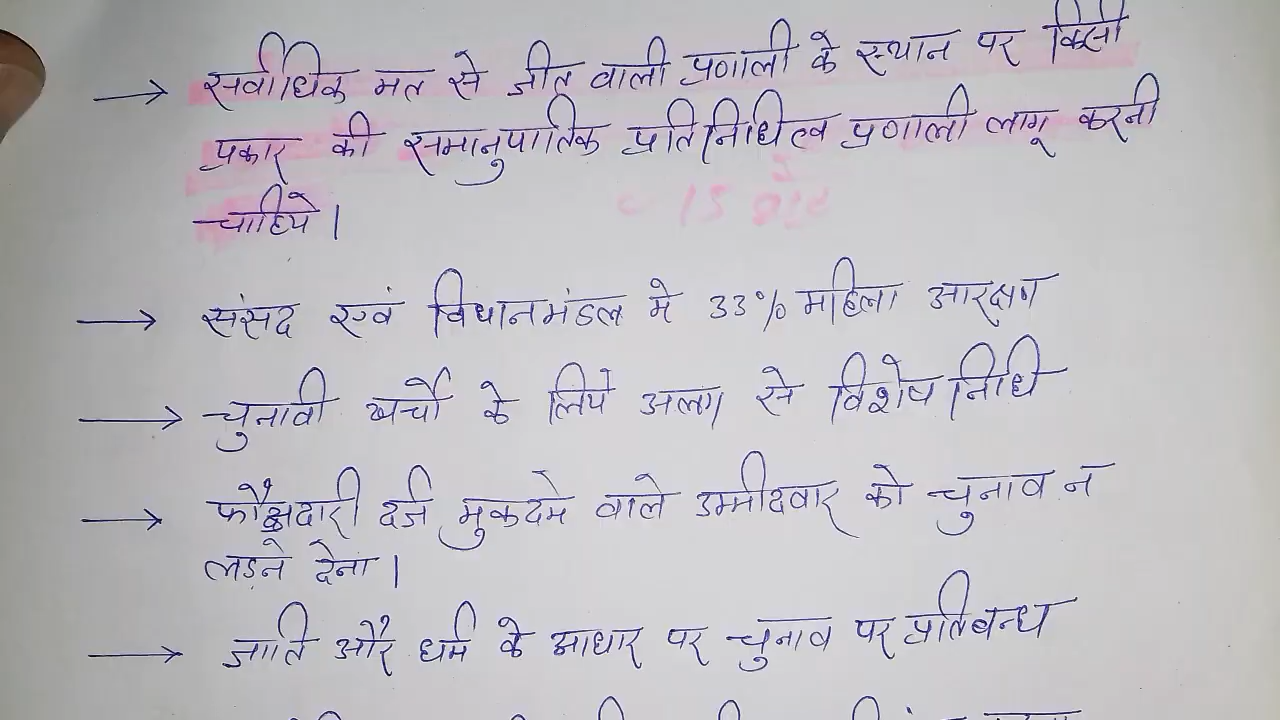 → सर्वाधिक मत से जीत वाली प्रणाली के स्थान पर किसी
प्रकार की समानुपातिक प्रतिनिधित्व प्रणाली लागू करनी
चाहिये।
→ संसद एवं विधानमंडल मे 33% महिला आरक्षण
→ चुनावी खर्चो के लिये अलग से विशेष निधि
→ फौजदारी दर्ज मुकदमे वाले उम्मीदवार को चुनाव न
लड़ने देना।
→ जाति और धर्म के आधार पर चुनाव पर प्रतिबन्ध